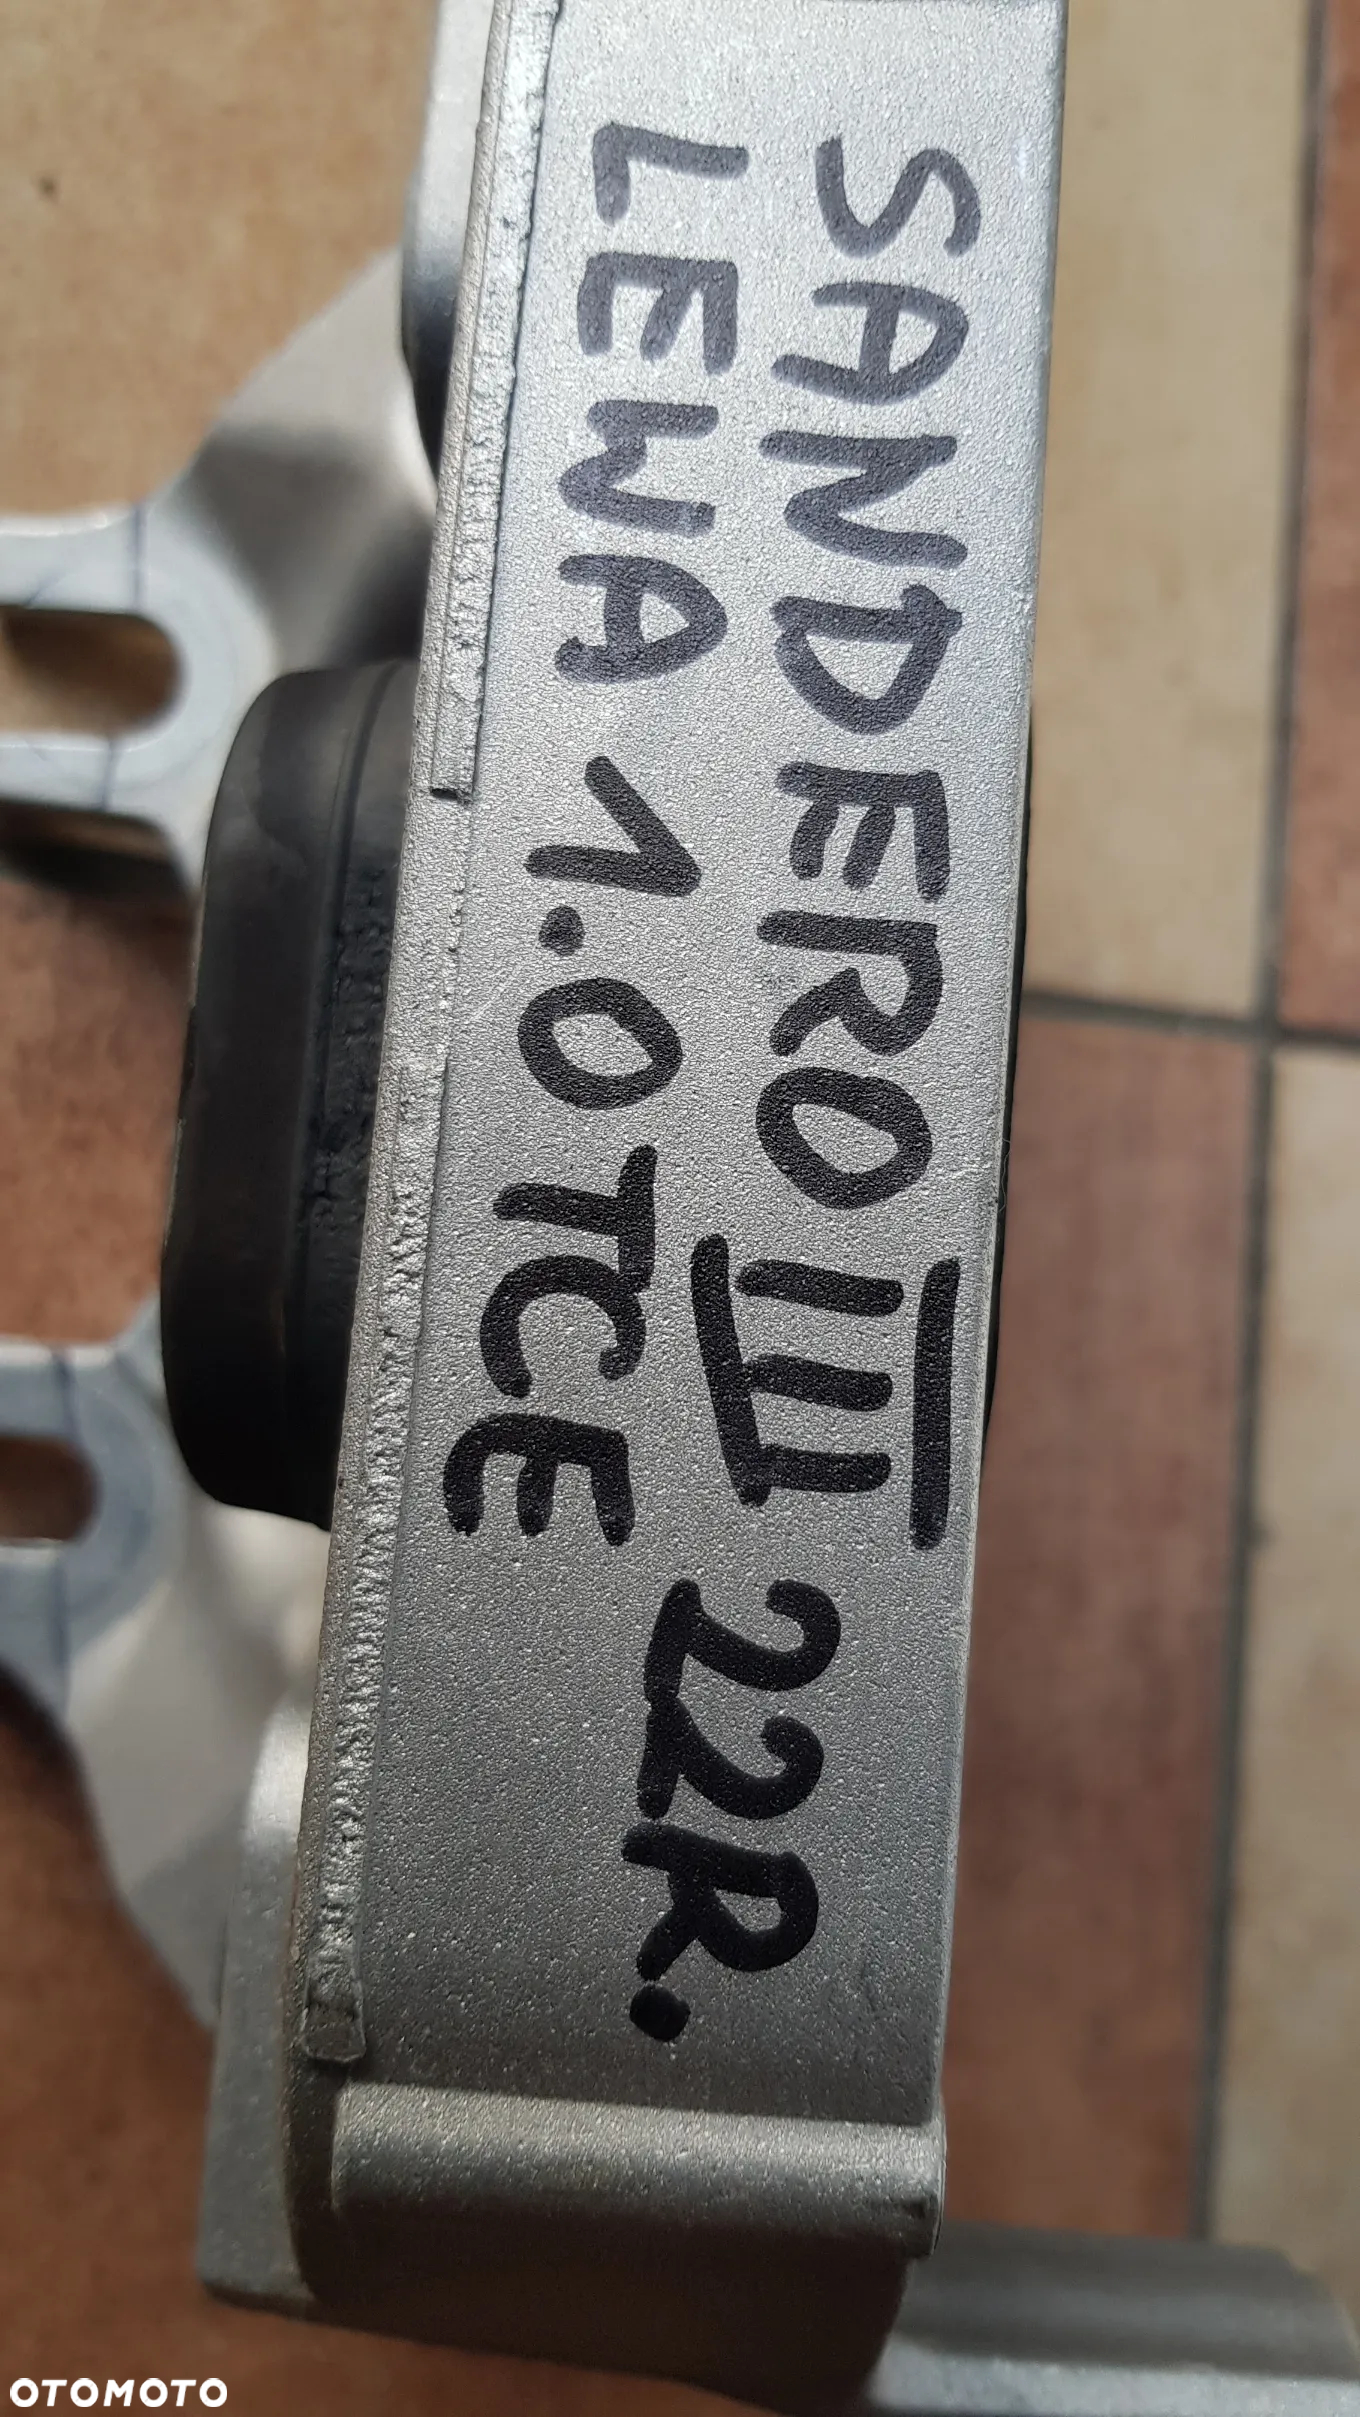 SANDERO III 22R.
LEWA 1.0 TCE
OTOMOTO